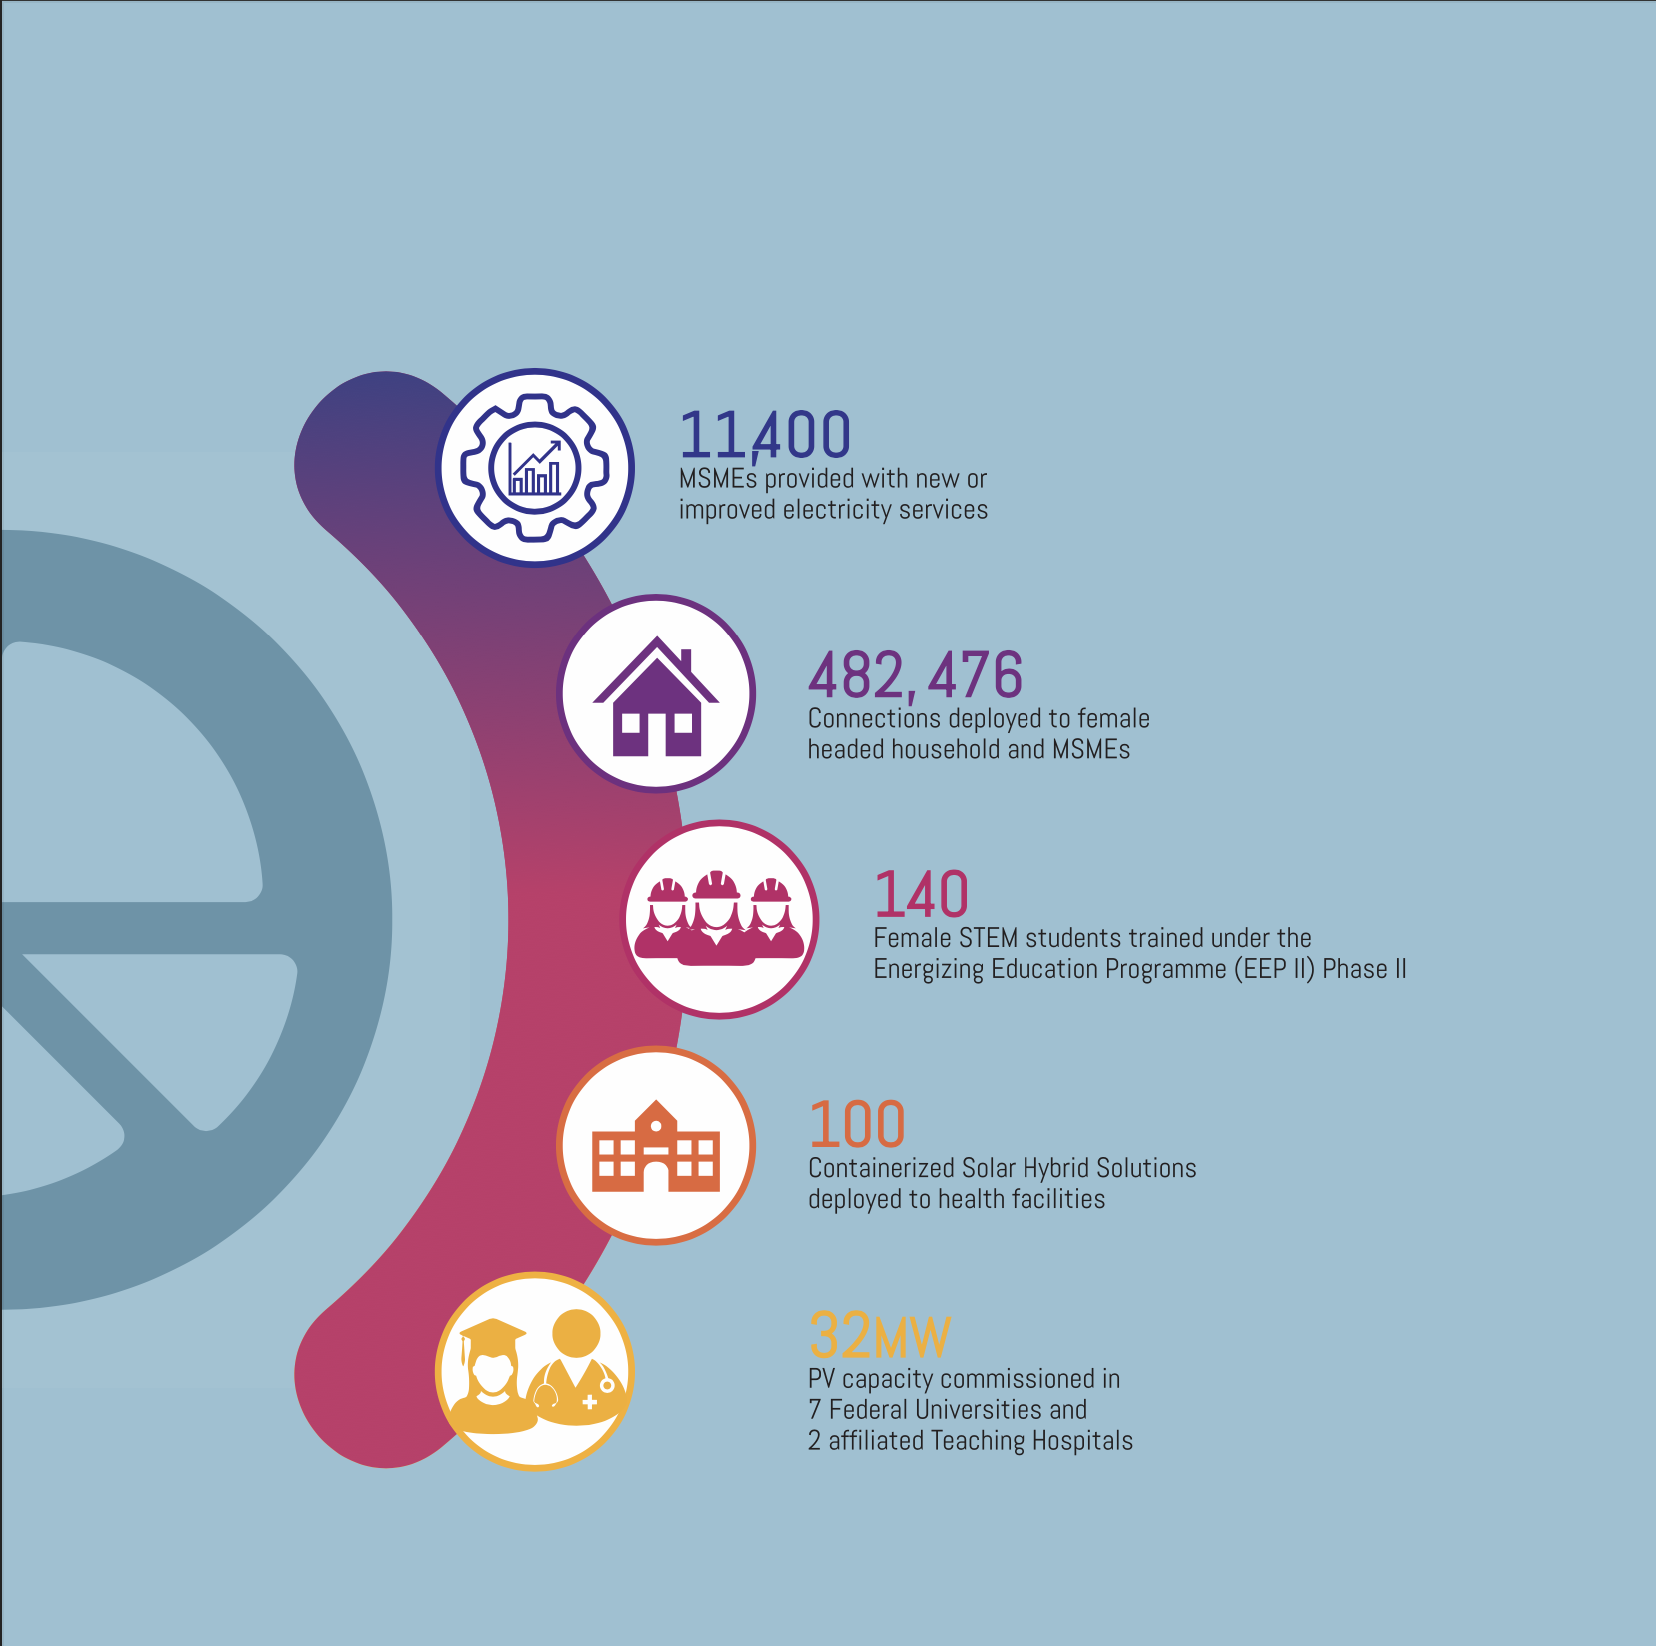 11,400
MSMEs provided with new or
improved electricity services
482, 476
Connections deployed to female
headed household and MSMEs
140
Female STEM students trained under the
Energizing Education Programme (EEP II) Phase II
100
Containerized Solar Hybrid Solutions
deployed to health facilities
32MW
PV capacity commissioned in
7 Federal Universities and
2 affiliated Teaching Hospitals